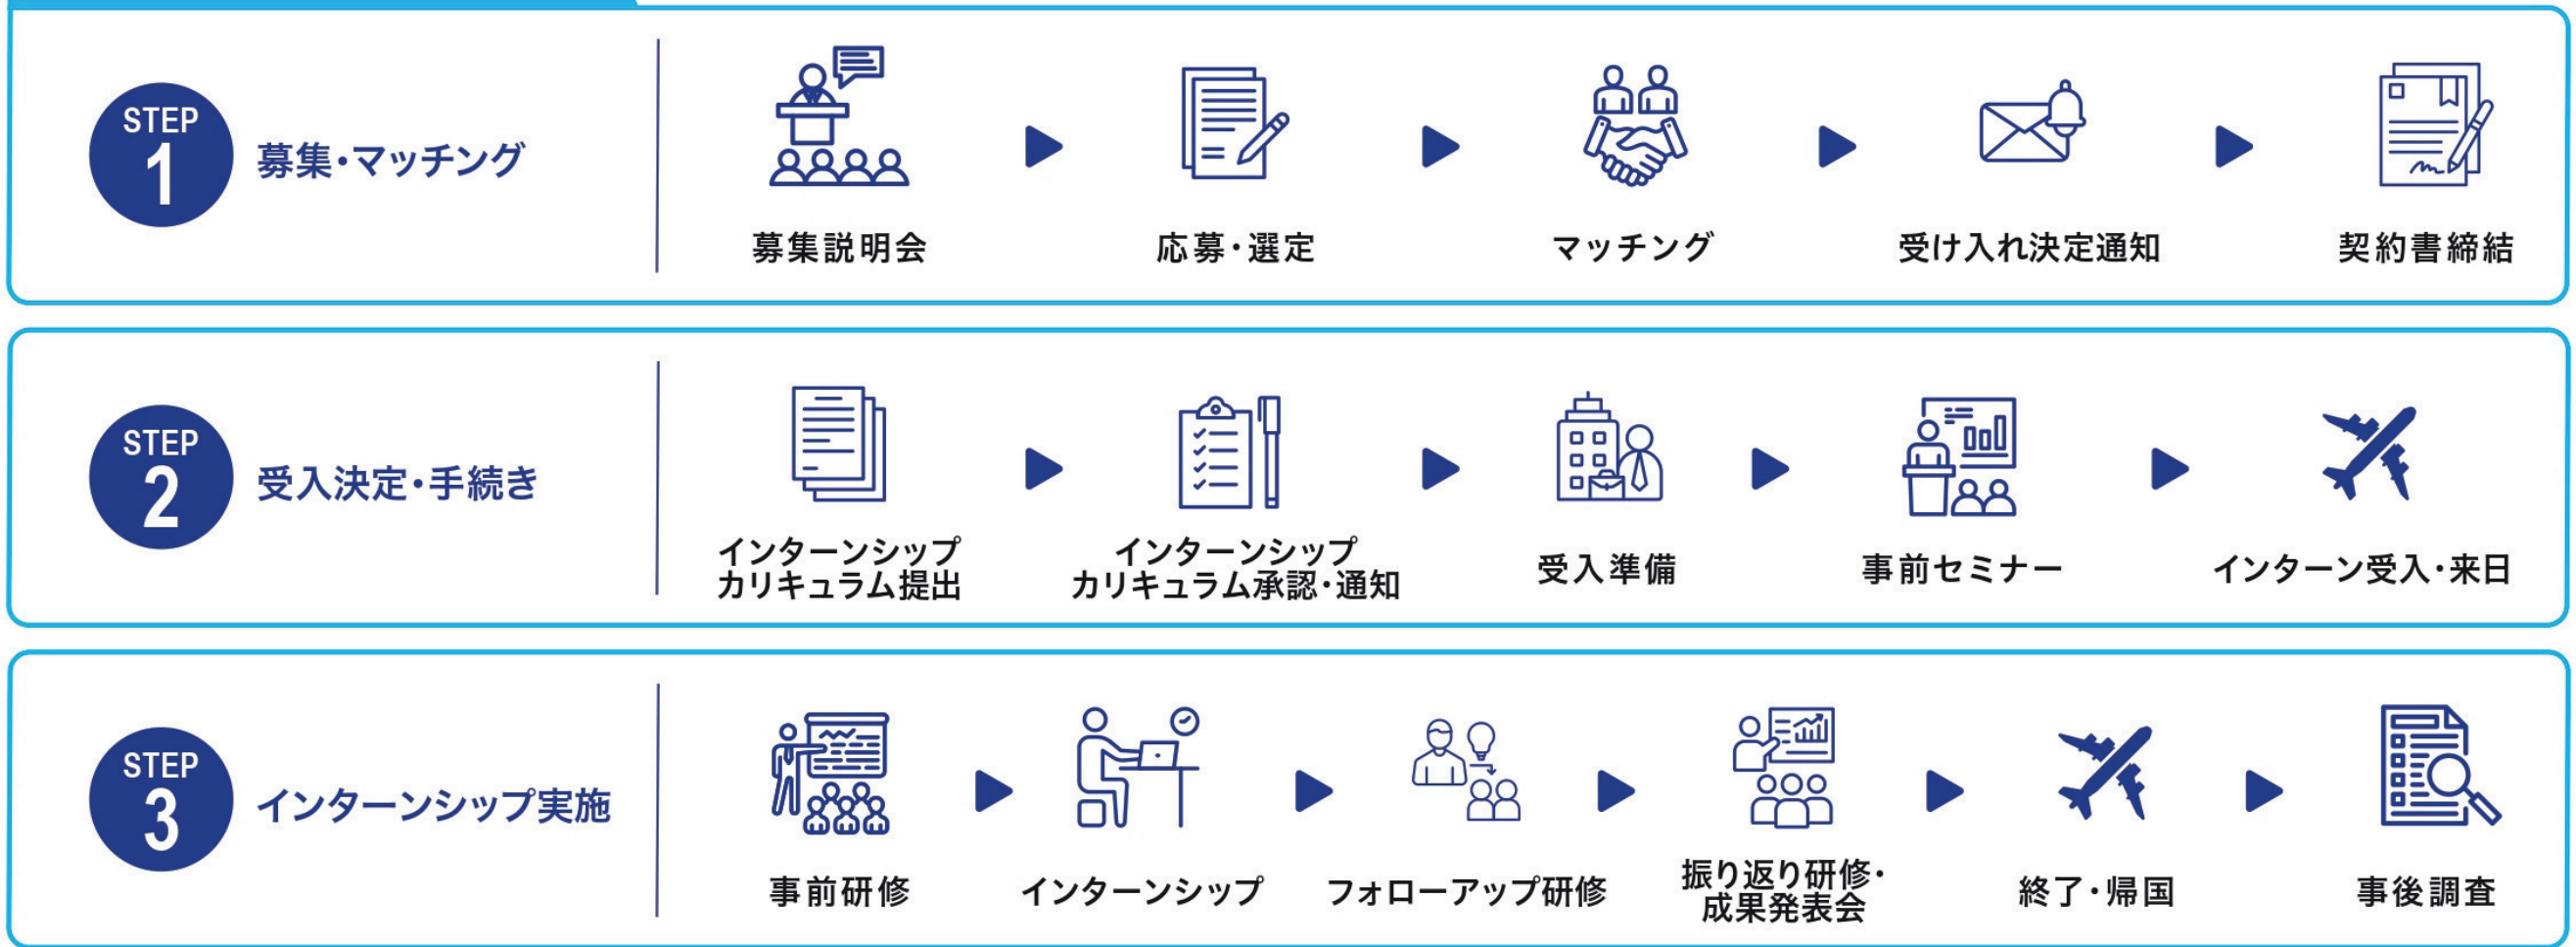 STEP
1
募集・マッチング
募集説明会
応募・選定
マッチング
受け入れ決定通知
契約書締結
STEP
2
受入決定・手続き
インターンシップ
カリキュラム提出
インターンシップ
カリキュラム承認・通知
受入準備
事前セミナー
インターン受入・来日
STEP
3
インターンシップ実施
事前研修
インターンシップ
フォローアップ研修
振り返り研修・
成果発表会
終了・帰国
事後調査